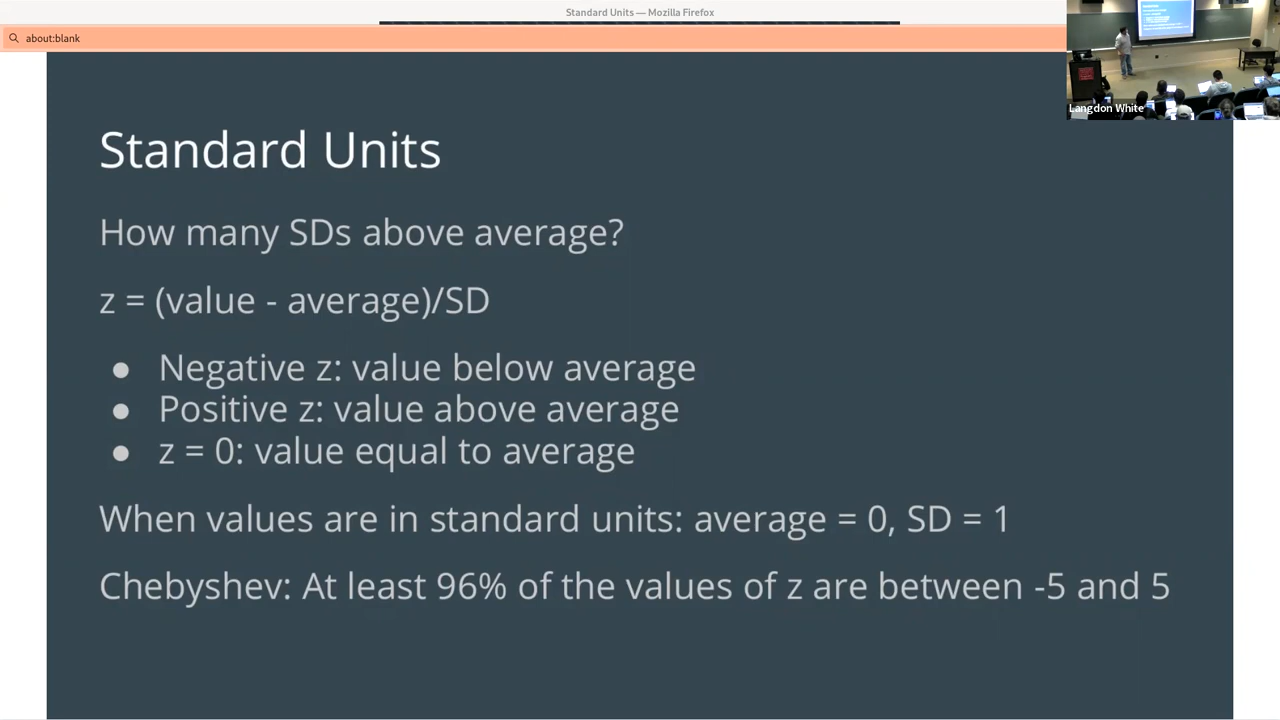 Standard Units — Mozilla Firefox
about:blank
Langdon White
Standard Units
How many SDs above average?
z = (value - average)/SD
● Negative z: value below average
● Positive z: value above average
● z = 0: value equal to average
When values are in standard units: average = 0, SD = 1
Chebyshev: At least 96% of the values of z are between -5 and 5